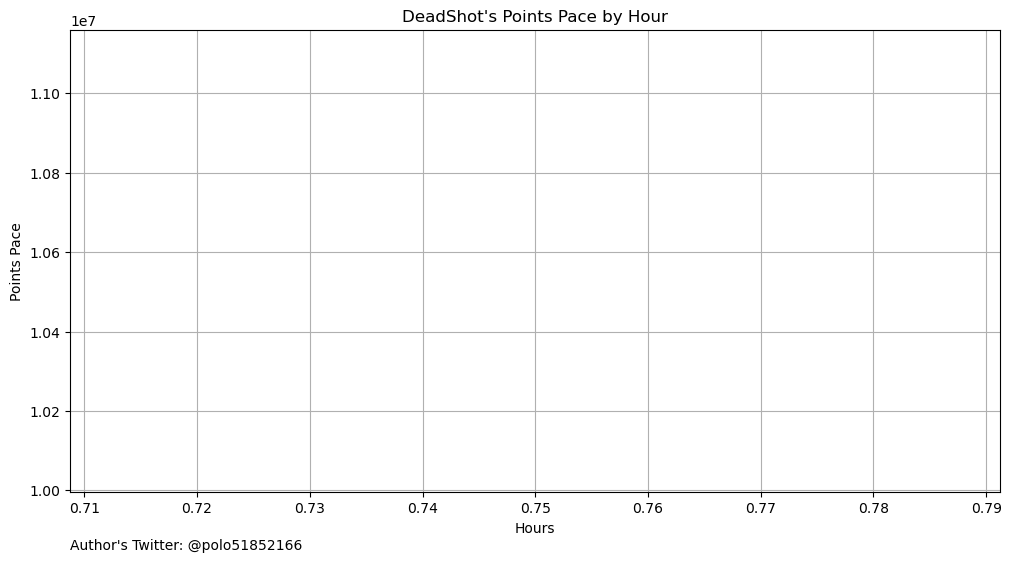 DeadShot's Points Pace by Hour
1e7
1.10
1.08
1.06
1.04
1.02
1.00
Points Pace
0.71 0.72 0.73 0.74 0.75 0.76 0.77 0.78 0.79
Hours
Author's Twitter: @polo51852166